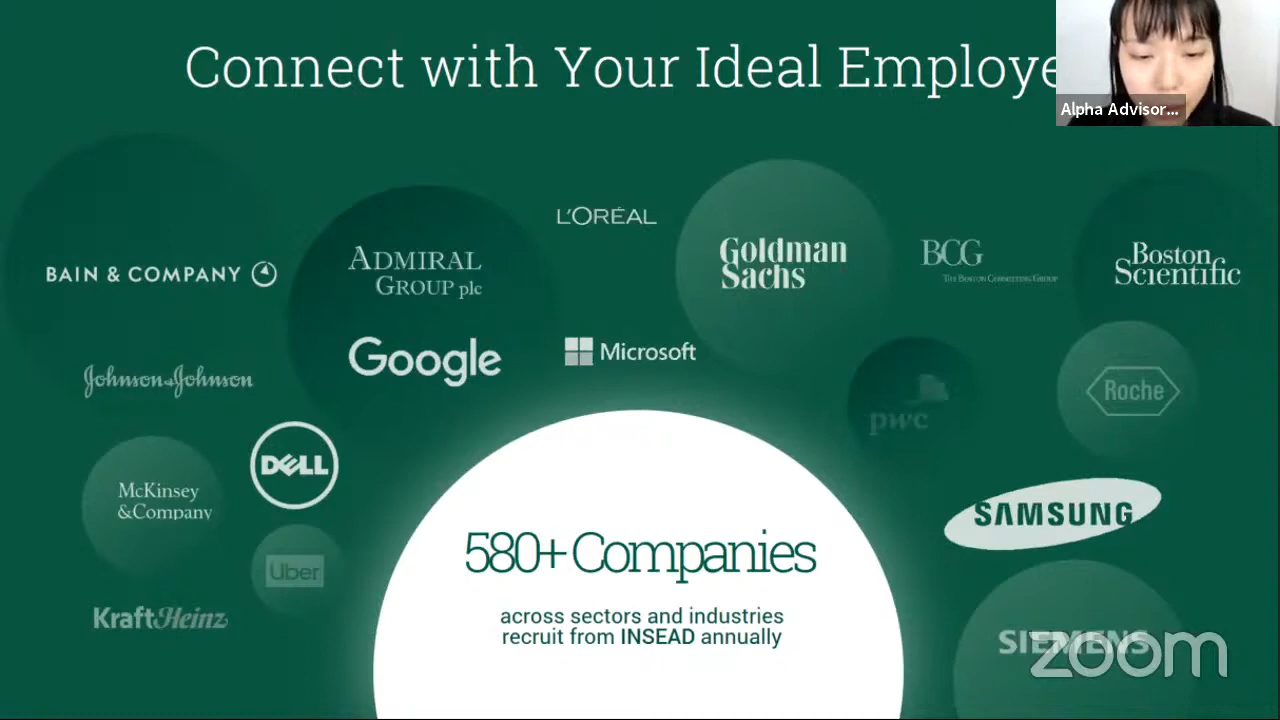 Connect with Your Ideal Employe
Alpha Advisor...
L'ORÉAL
BAIN & COMPANY
ADMIRAL
GROUP plc
Goldman
Sachs
BCG
THE BOSTON CONSULTING GROUP
Boston
Scientific
Google
Microsoft
Johnson & Johnson
pwc
Roche
DELL
McKinsey
&Company
SAMSUNG
Uber
580+ Companies
across sectors and industries
recruit from INSEAD annually
KraftHeinz
SIEMENS
zoom